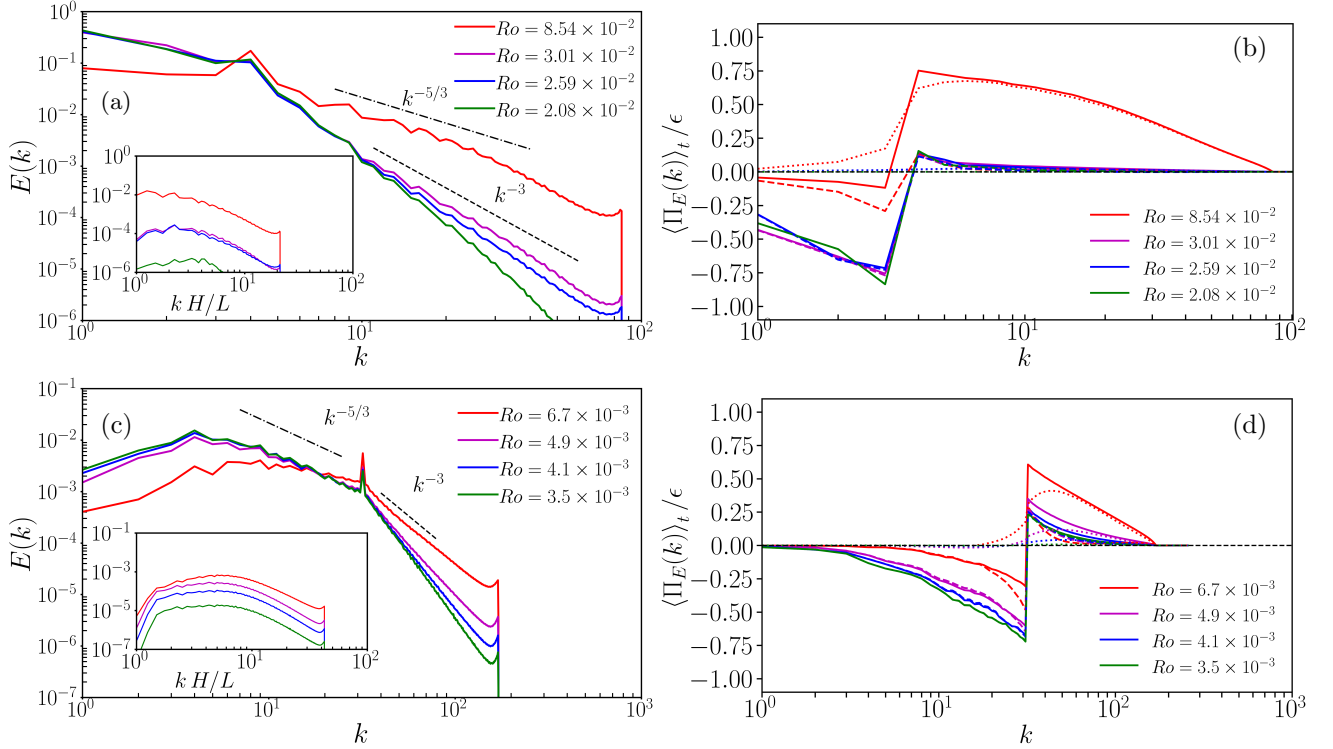 (a)
E(k)
10^0
10^{-1}
10^{-2}
10^{-3}
10^{-4}
10^{-5}
10^{-6}
Ro = 8.54 × 10^{-2}
Ro = 3.01 × 10^{-2}
Ro = 2.59 × 10^{-2}
Ro = 2.08 × 10^{-2}
k^{-5/3}
k^{-3}
10^0
10^{-2}
10^{-4}
10^{-6}
10^0 10^1 10^2
k H/L
10^0 10^1 10^2
k
(b)
⟨Π_E(k)⟩_t/ϵ
1.00
0.75
0.50
0.25
0.00
−0.25
−0.50
−0.75
−1.00
Ro = 8.54 × 10^{-2}
Ro = 3.01 × 10^{-2}
Ro = 2.59 × 10^{-2}
Ro = 2.08 × 10^{-2}
10^0 10^1 10^2
k
(c)
E(k)
10^{-1}
10^{-2}
10^{-3}
10^{-4}
10^{-5}
10^{-6}
10^{-7}
Ro = 6.7 × 10^{-3}
Ro = 4.9 × 10^{-3}
Ro = 4.1 × 10^{-3}
Ro = 3.5 × 10^{-3}
k^{-5/3}
k^{-3}
10^{-1}
10^{-3}
10^{-5}
10^{-7}
10^0 10^1 10^2
k H/L
10^0 10^1 10^2 10^3
k
(d)
⟨Π_E(k)⟩_t/ϵ
1.00
0.75
0.50
0.25
0.00
−0.25
−0.50
−0.75
−1.00
Ro = 6.7 × 10^{-3}
Ro = 4.9 × 10^{-3}
Ro = 4.1 × 10^{-3}
Ro = 3.5 × 10^{-3}
10^0 10^1 10^2 10^3
k